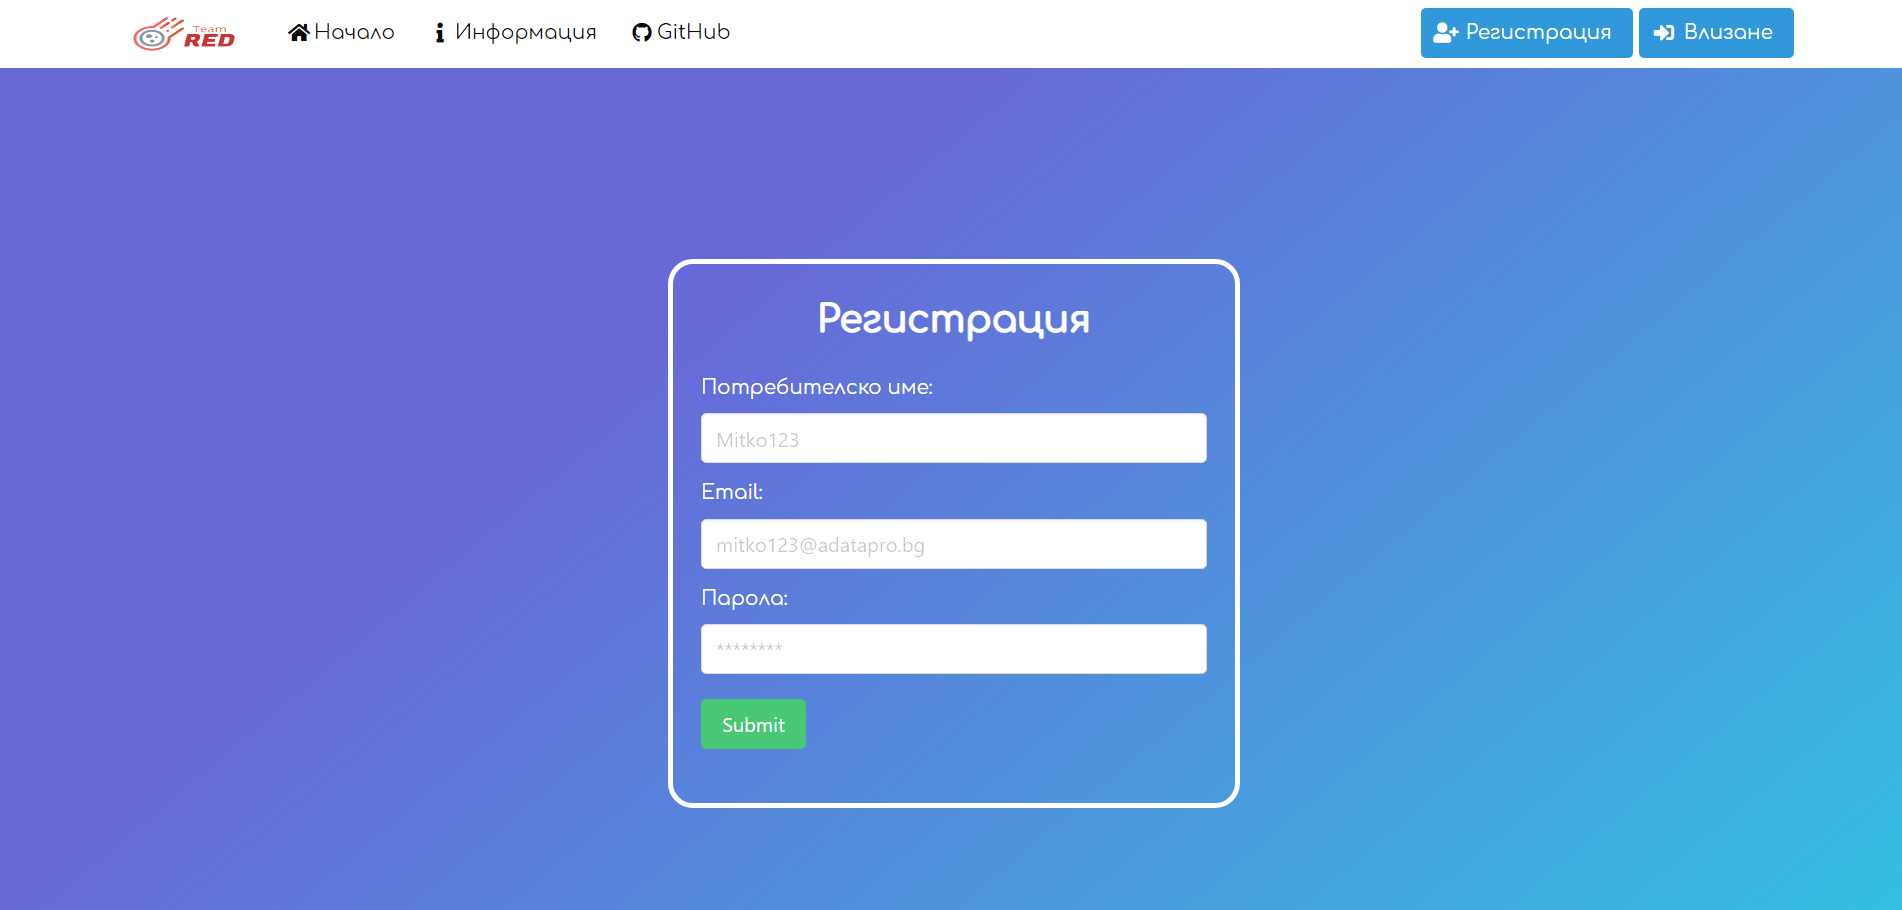 Team
RED
Начало
Информация
GitHub
Регистрация
Влизане
Регистрация
Потребителско име:
Mitko123
Email:
mitko123@adatapro.bg
Парола:
********
Submit